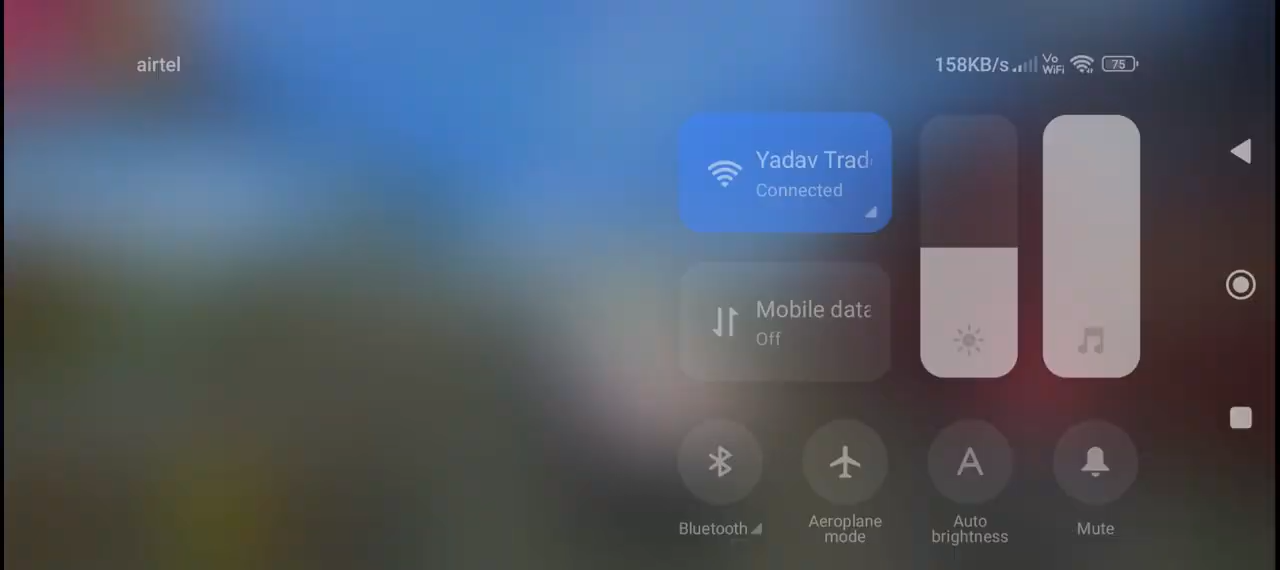 airtel
158KB/s Vo WiFi 75
Yadav Trad
Connected
Mobile data
Off
Bluetooth
Aeroplane mode
Auto brightness
Mute